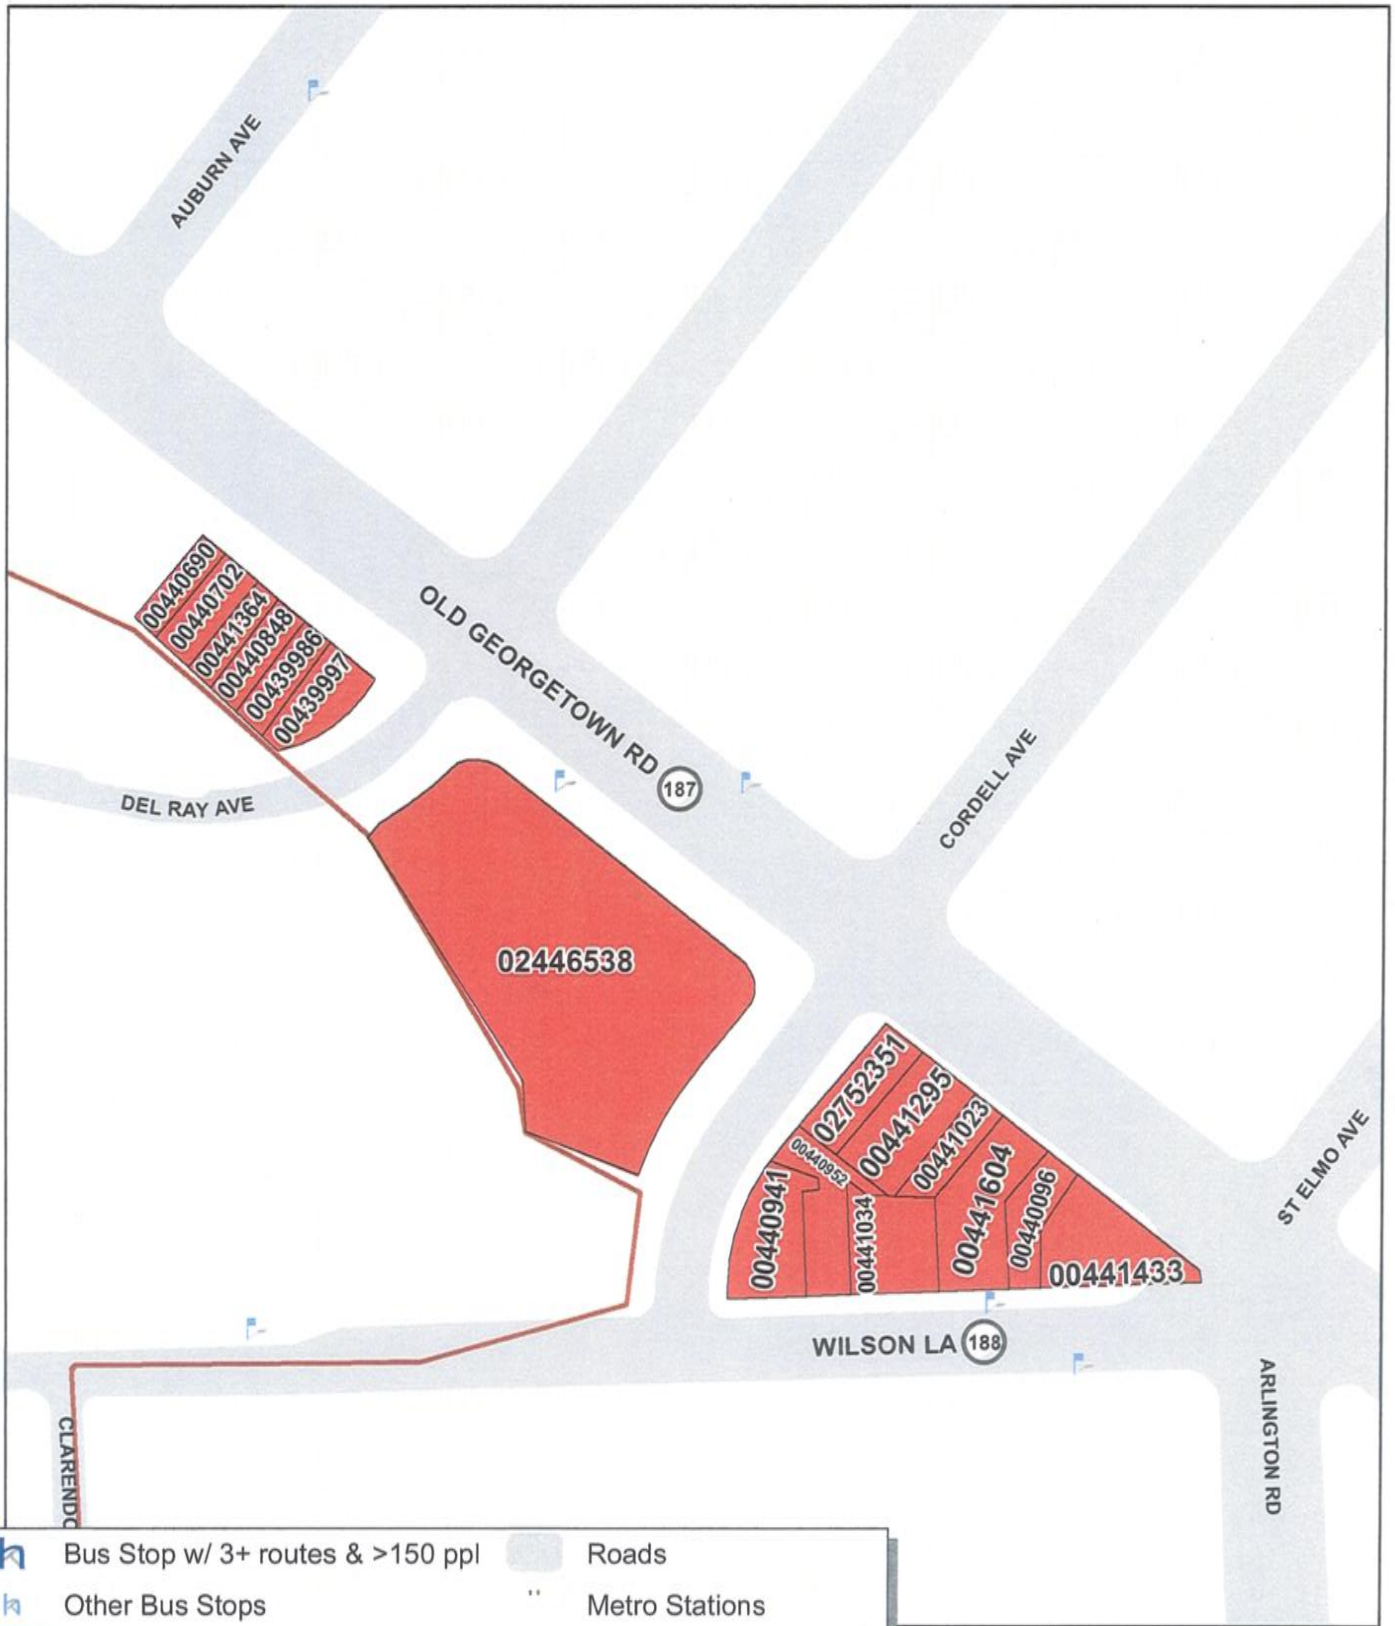 AUBURN AVE
00440690
00440702
00441364
00440848
00439986
00439997
OLD GEORGETOWN RD
187
DEL RAY AVE
CORDELL AVE
02446538
02752351
00441295
00441023
00440952
00440941
00441034
00441604
00440096
00441433
ST ELMO AVE
WILSON LA
188
ARLINGTON RD
CLARENDO
Bus Stop w/ 3+ routes & >150 ppl
Roads
Other Bus Stops
Metro Stations